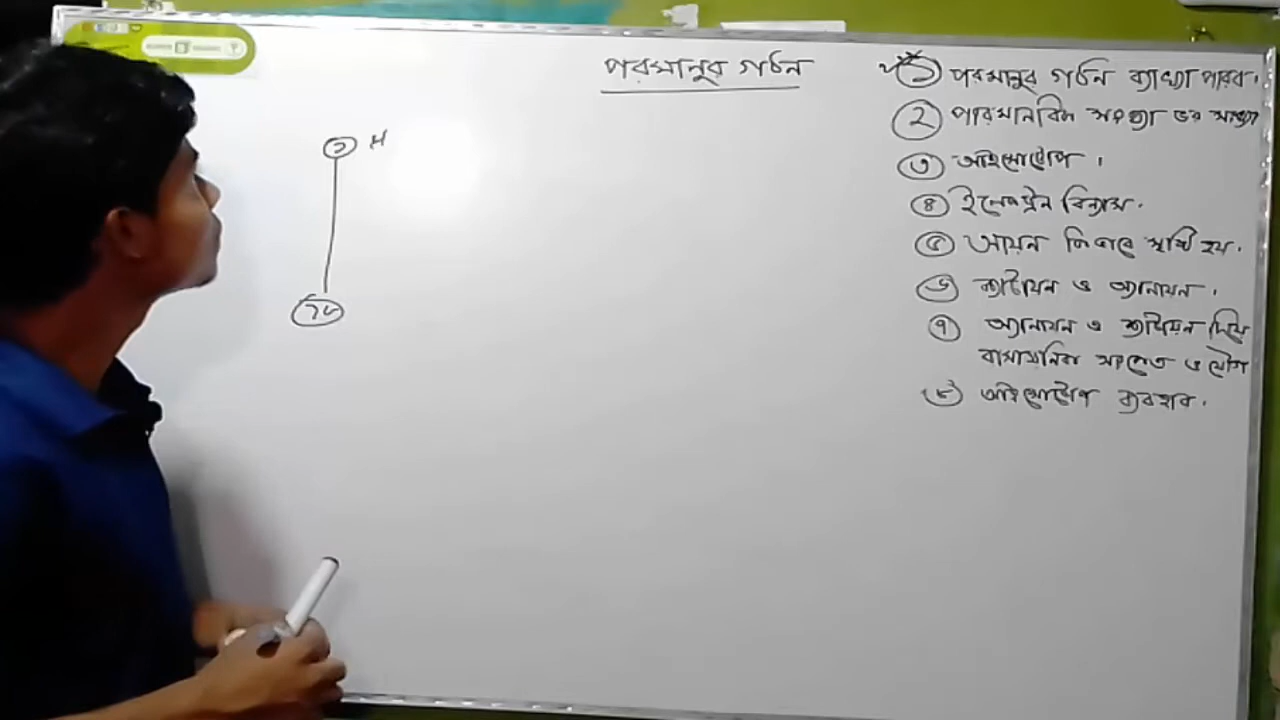 পরমানুর গঠন
১ H
১৮
১ পরমানুর গঠন ব্যাখ্যা পারব।
২ পারমানবিক সংখ্যা ভর সংখ্যা
৩ আইসোটোপ।
৪ ইলেকট্রন বিন্যাস।
৫ আয়ন কিভাবে সৃষ্টি হয়।
৬ ক্যাটায়ন ও অ্যানায়ন।
৭ অ্যানায়ন ও ক্যাটায়ন দিয়ে
রাসায়নিক সংকেত ও যৌগ
৮ আইসোটোপ ব্যবহার।